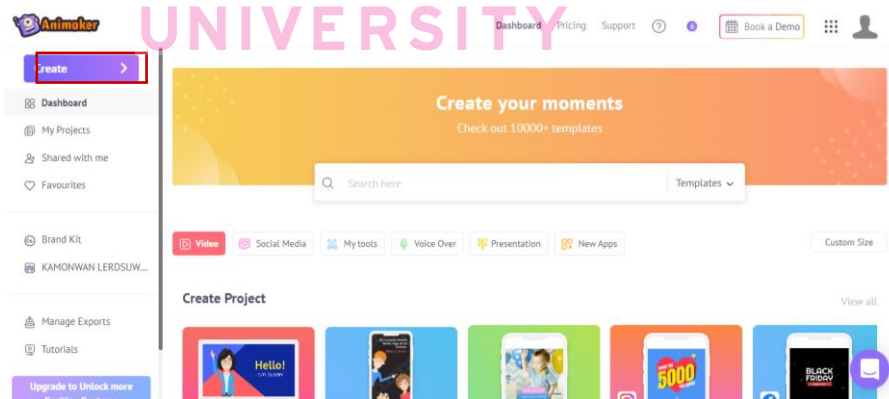 UNIVERSITY
Animaker
Dashboard Pricing Support ? 6 Book a Demo
Create
Dashboard
My Projects
Shared with me
Favourites
Brand Kit
KAMONWAN LERDSUW...
Manage Exports
Tutorials
Upgrade to Unlock more
Create your moments
Check out 10000+ templates
Search here Templates
Video Social Media My tools Voice Over Presentation New Apps Custom Size
Create Project View all
Hello!
I'm Susan!
5000
BLACK
FRIDAY